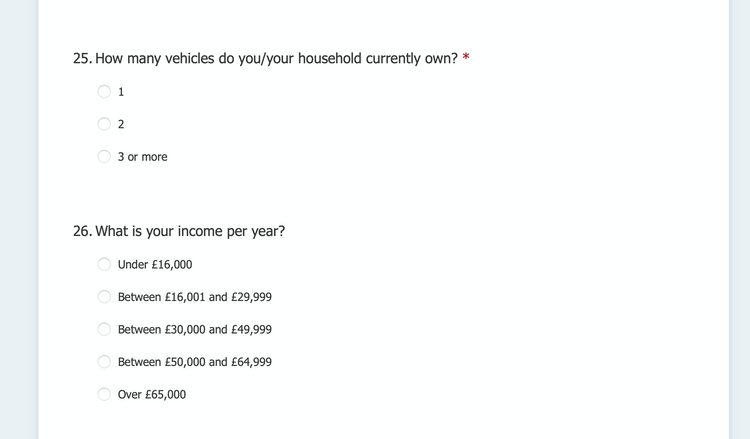 25. How many vehicles do you/your household currently own? *
1
2
3 or more
26. What is your income per year?
Under £16,000
Between £16,001 and £29,999
Between £30,000 and £49,999
Between £50,000 and £64,999
Over £65,000